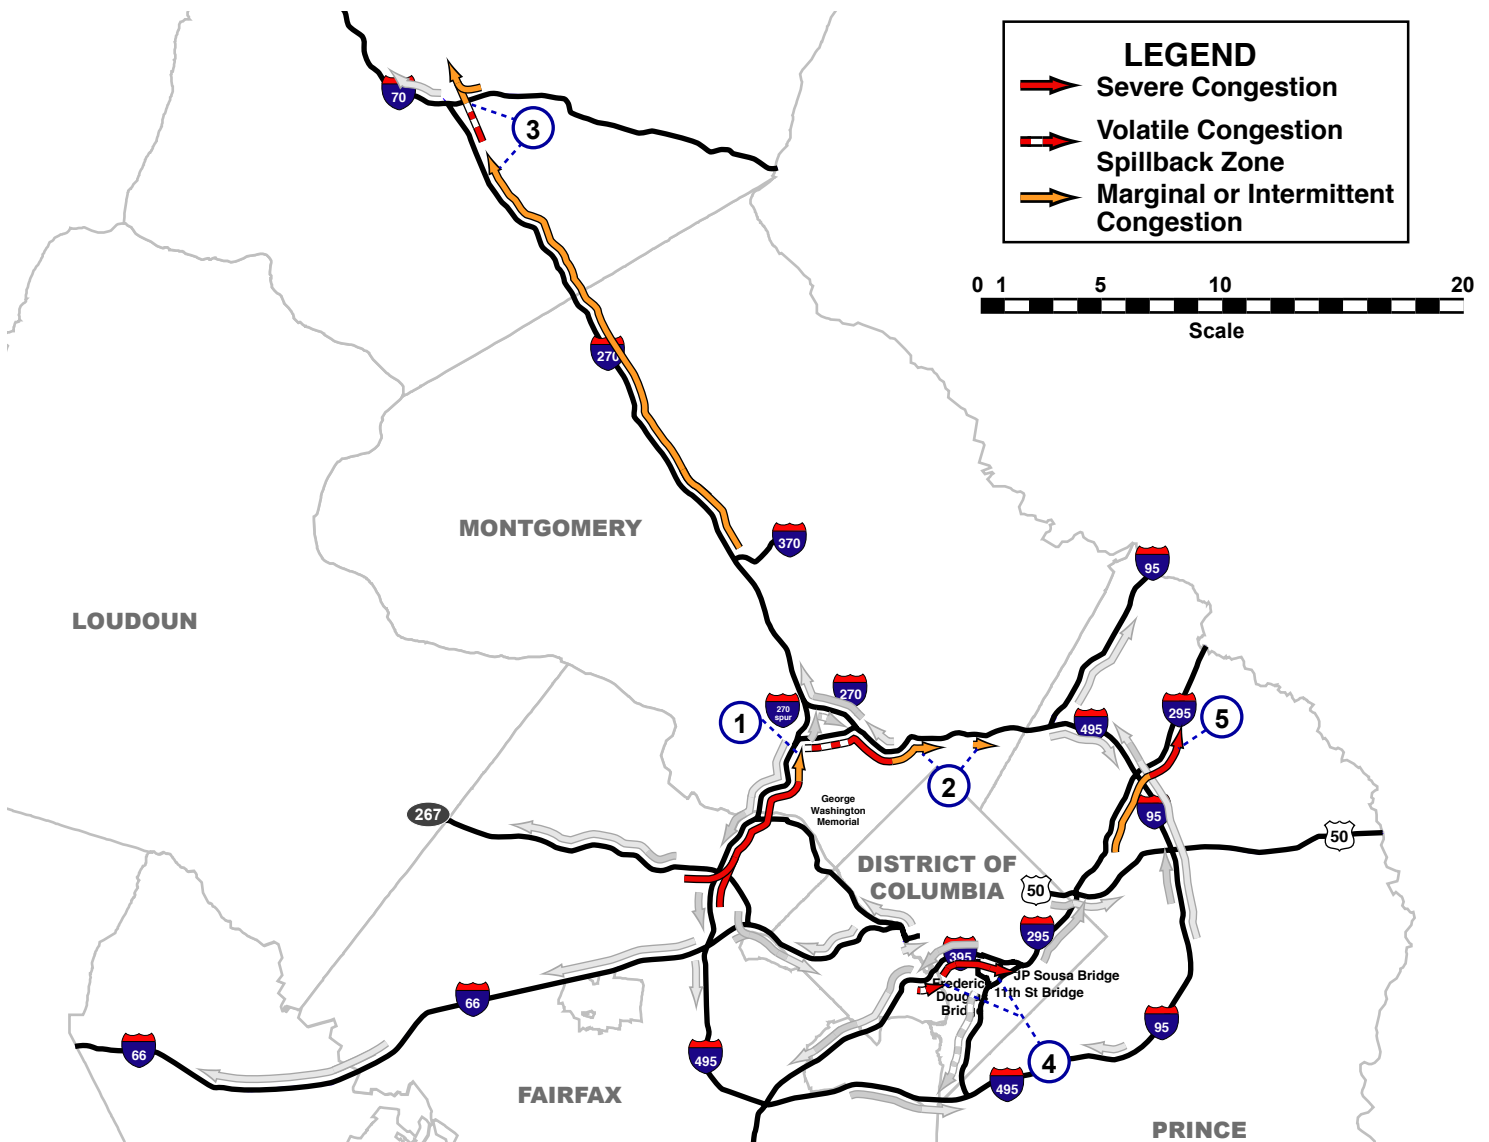 LEGEND
Severe Congestion
Volatile Congestion
Spillback Zone
Marginal or Intermittent
Congestion
0 1 5 10 20
Scale
70
3
270
MONTGOMERY
370
95
LOUDOUN
270
270
spur
1
295
5
495
2
George
Washington
Memorial
267
95
50
DISTRICT OF
COLUMBIA
50
295
395
JP Sousa Bridge
11th St Bridge
66
95
66
495
4
495
FAIRFAX
PRINCE